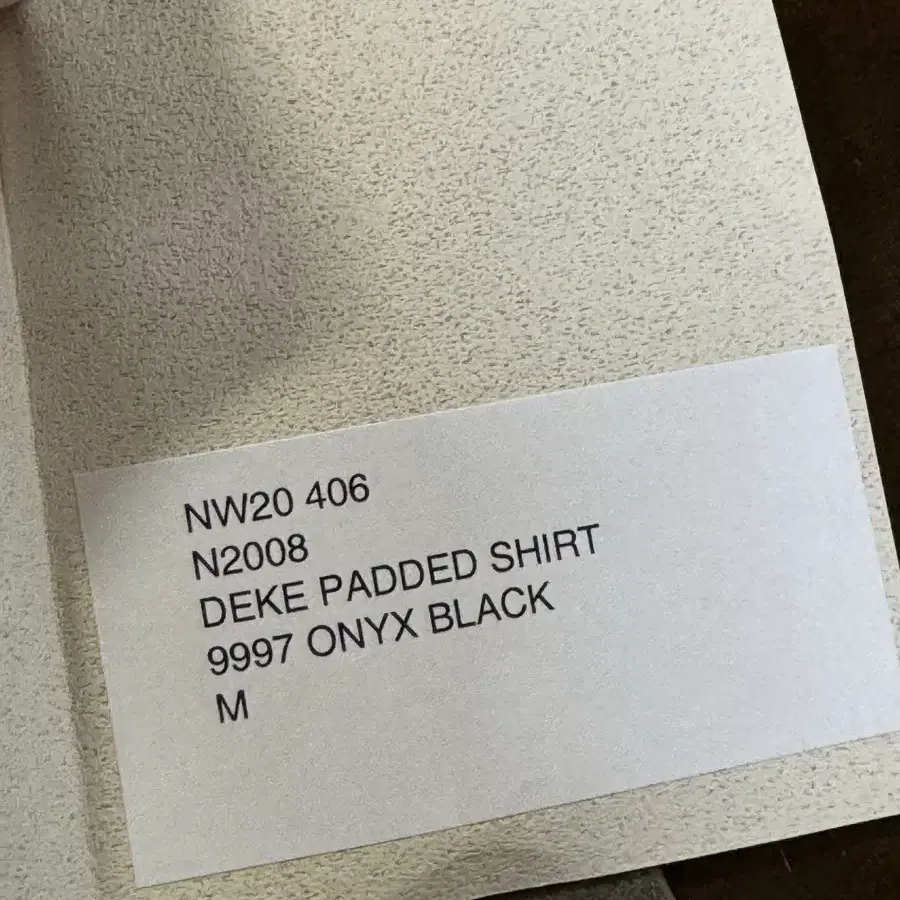 NW20 406
N2008
DEKE PADDED SHIRT
9997 ONYX BLACK
M